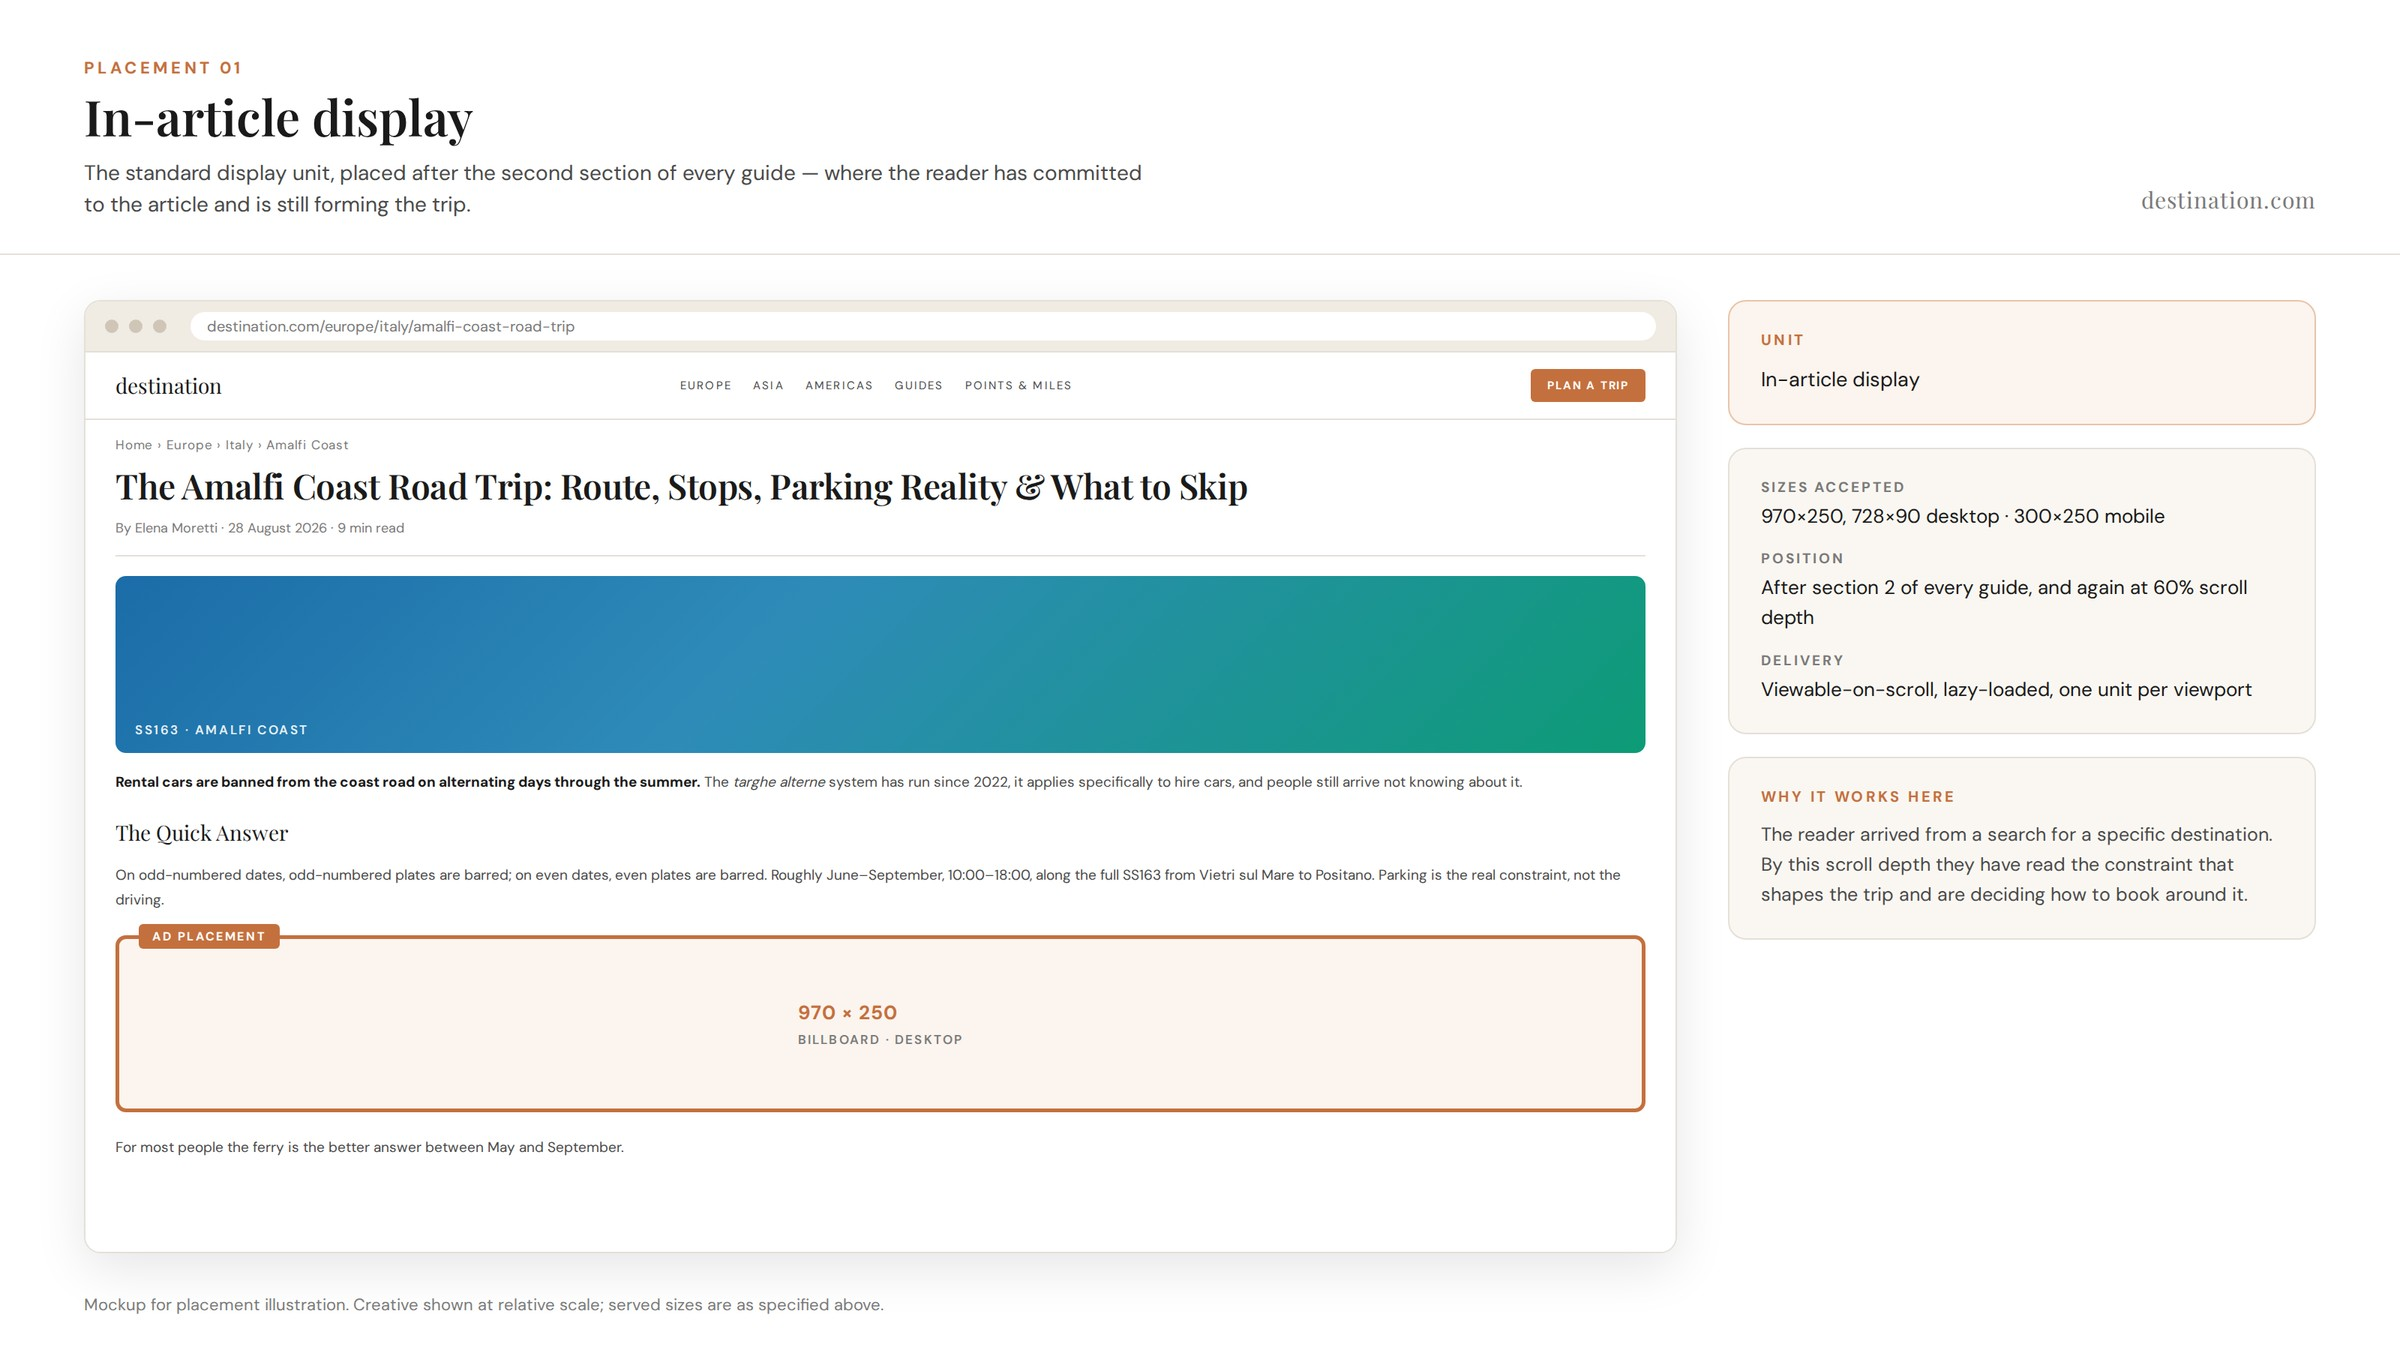 PLACEMENT 01
In-article display
The standard display unit, placed after the second section of every guide — where the reader has committed
to the article and is still forming the trip.
destination.com
destination.com/europe/italy/amalfi-coast-road-trip
destination
EUROPE ASIA AMERICAS GUIDES POINTS & MILES
PLAN A TRIP
Home › Europe › Italy › Amalfi Coast
The Amalfi Coast Road Trip: Route, Stops, Parking Reality & What to Skip
By Elena Moretti · 28 August 2026 · 9 min read
SS163 · AMALFI COAST
Rental cars are banned from the coast road on alternating days through the summer. The targhe alterne system has run since 2022, it applies specifically to hire cars, and people still arrive not knowing about it.
The Quick Answer
On odd-numbered dates, odd-numbered plates are barred; on even dates, even plates are barred. Roughly June–September, 10:00–18:00, along the full SS163 from Vietri sul Mare to Positano. Parking is the real constraint, not the
driving.
AD PLACEMENT
970 × 250
BILLBOARD · DESKTOP
For most people the ferry is the better answer between May and September.
UNIT
In-article display
SIZES ACCEPTED
970×250, 728×90 desktop · 300×250 mobile
POSITION
After section 2 of every guide, and again at 60% scroll
depth
DELIVERY
Viewable-on-scroll, lazy-loaded, one unit per viewport
WHY IT WORKS HERE
The reader arrived from a search for a specific destination.
By this scroll depth they have read the constraint that
shapes the trip and are deciding how to book around it.
Mockup for placement illustration. Creative shown at relative scale; served sizes are as specified above.